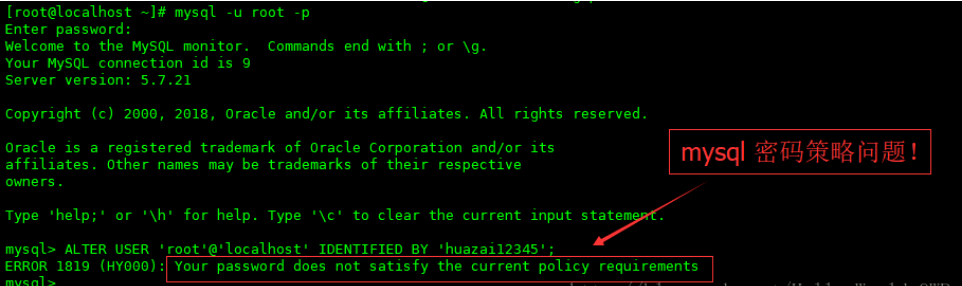 [root@localhost ~]# mysql -u root -p
Enter password:
Welcome to the MySQL monitor.  Commands end with ; or \g.
Your MySQL connection id is 9
Server version: 5.7.21
Copyright (c) 2000, 2018, Oracle and/or its affiliates. All rights reserved.
Oracle is a registered trademark of Oracle Corporation and/or its
affiliates. Other names may be trademarks of their respective
owners.
mysql 密码策略问题！
Type 'help;' or '\h' for help. Type '\c' to clear the current input statement.
mysql> ALTER USER 'root'@'localhost' IDENTIFIED BY 'huazai12345';
ERROR 1819 (HY000): Your password does not satisfy the current policy requirements
mysql>